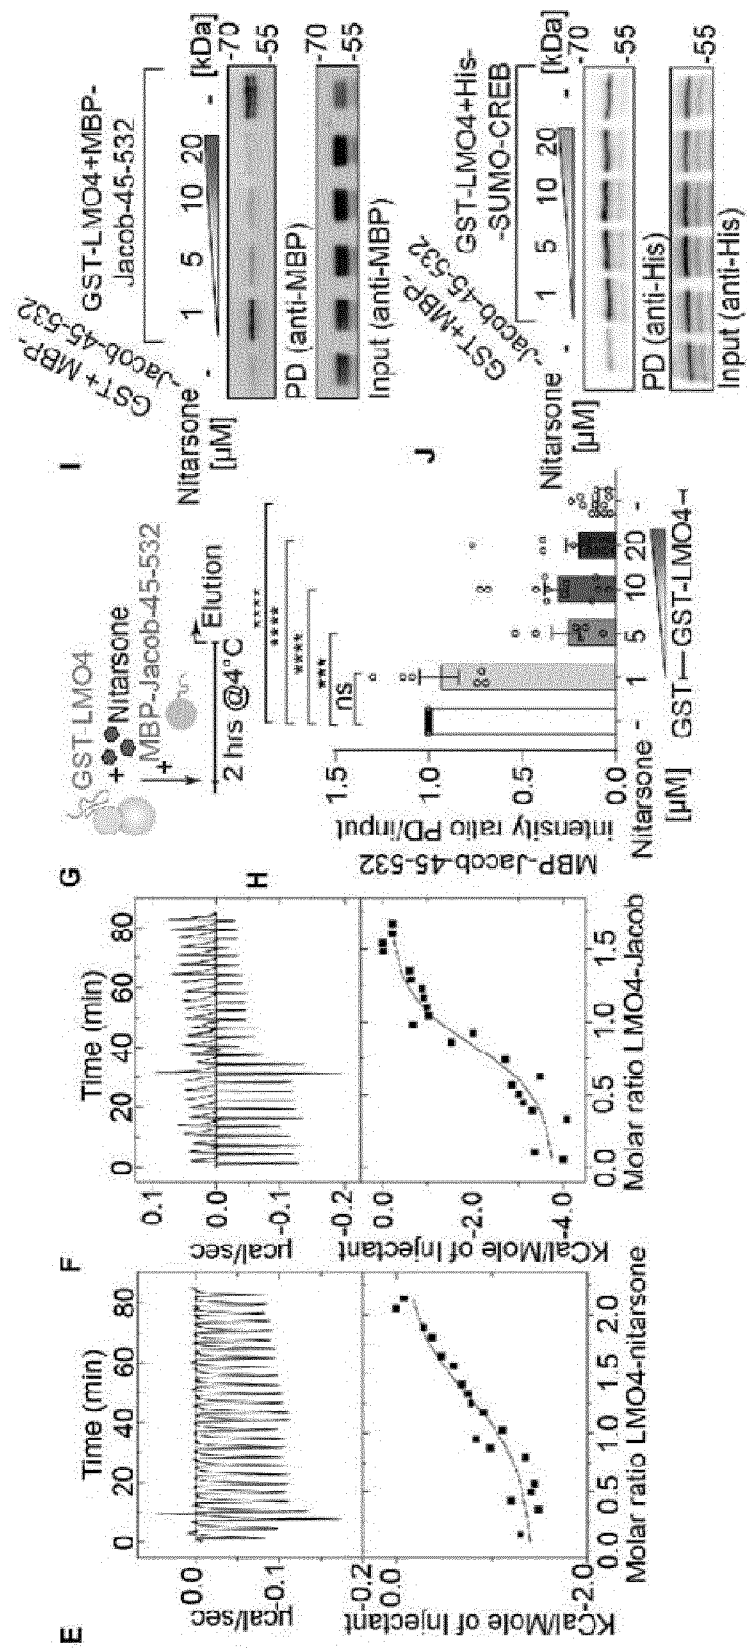 E
Time (min)
0 20 40 60 80
0.0
-0.1
-0.2
µcal/sec
0.0
-2.0
KCal/Mole of Injectant
0.0 0.5 1.0 1.5 2.0
Molar ratio LMO4-nitarsone
F
Time (min)
0 20 40 60 80
0.1
0.0
-0.1
-0.2
µcal/sec
0.0
-2.0
-4.0
KCal/Mole of Injectant
0.0 0.5 1.0 1.5
Molar ratio LMO4-Jacob
G
GST-LMO4
+ Nitarsone
+ MBP-Jacob-45-532
Elution
2 hrs @4°C
H
MBP-Jacob-45-532
intensity ratio PD/input
1.5
1.0
0.5
0.0
ns
***
****
****
****
Nitarsone - 1 5 10 20 -
[µM]
GST GST-LMO4
I
GST+ MBP-
-Jacob-45-532
GST-LMO4+MBP-
Jacob-45-532
Nitarsone - 1 5 10 20 -
[µM]
[kDa]
-70
-55
PD (anti-MBP)
-70
-55
Input (anti-MBP)
J
GST+MBP-
-Jacob-45-532
GST-LMO4+His-
-SUMO-CREB
Nitarsone - 1 5 10 20 -
[µM]
[kDa]
-70
-55
PD (anti-His)
-55
Input (anti-His)